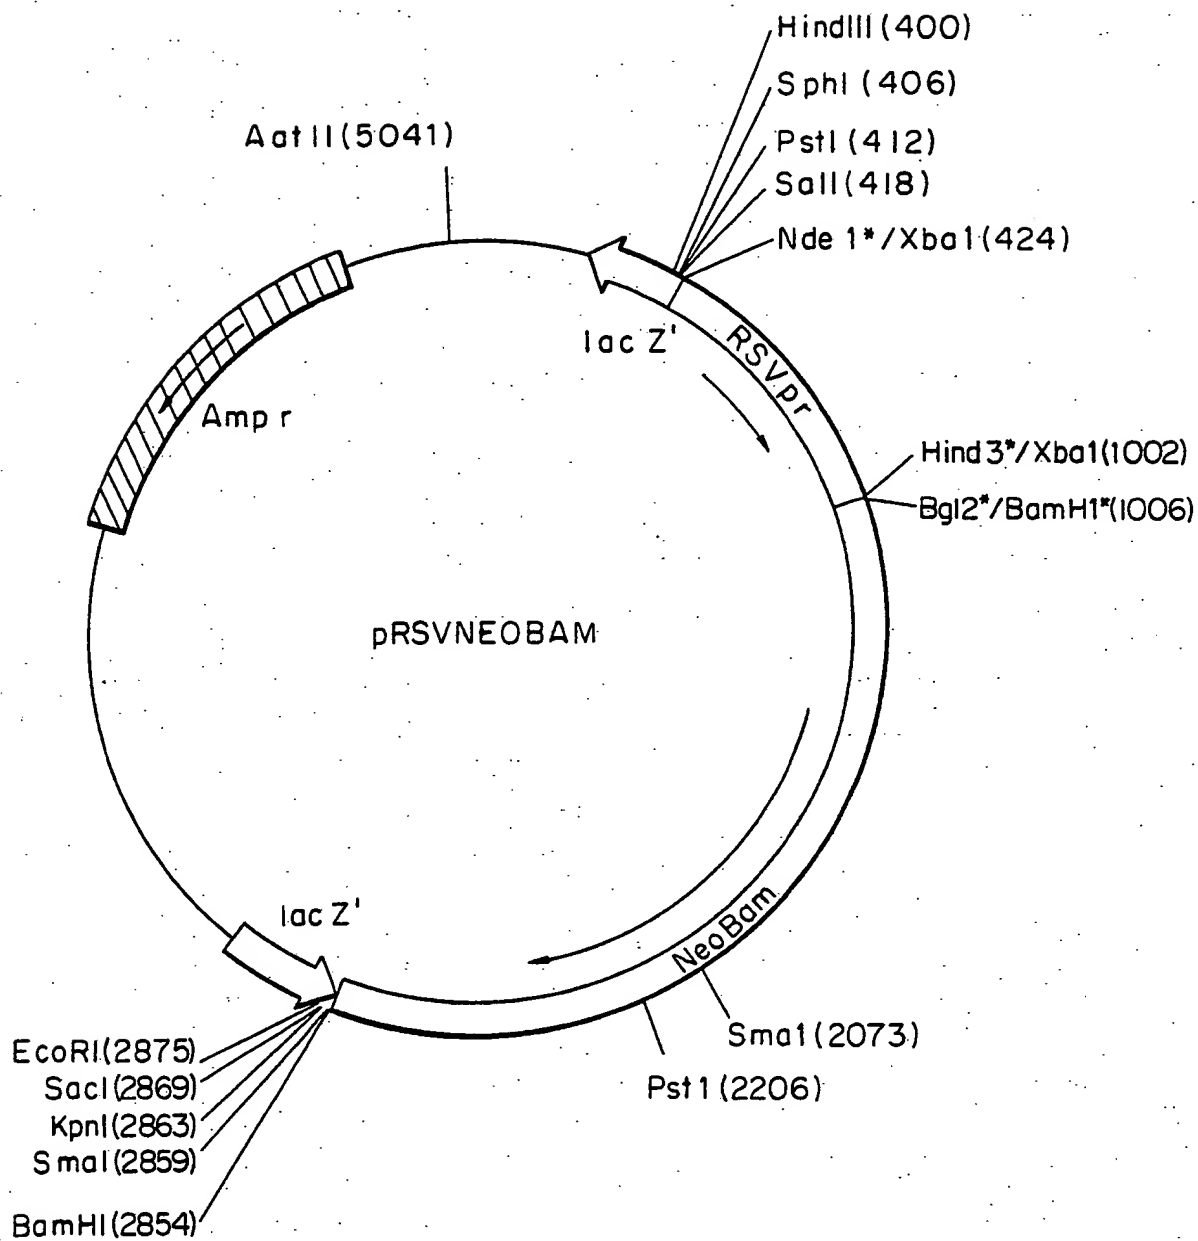 HindIII (400)
SphI (406)
AatII (5041)
PstI (412)
SalI (418)
Nde 1*/Xba1 (424)
lac Z'
RSVpr
Amp r
Hind3*/Xba1(1002)
Bgl2*/BamH1*(1006)
pRSVNEOBAM
NeoBam
lac Z'
Sma1 (2073)
Pst1 (2206)
EcoRI (2875)
SacI (2869)
KpnI (2863)
SmaI (2859)
BamHI (2854)